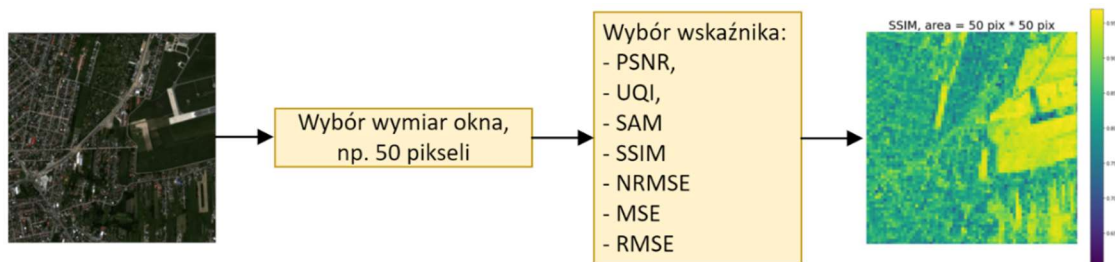 Wybór wymiar okna,
np. 50 pikseli
Wybór wskaźnika:
- PSNR,
- UQI,
- SAM
- SSIM
- NRMSE
- MSE
- RMSE
SSIM, area = 50 pix * 50 pix